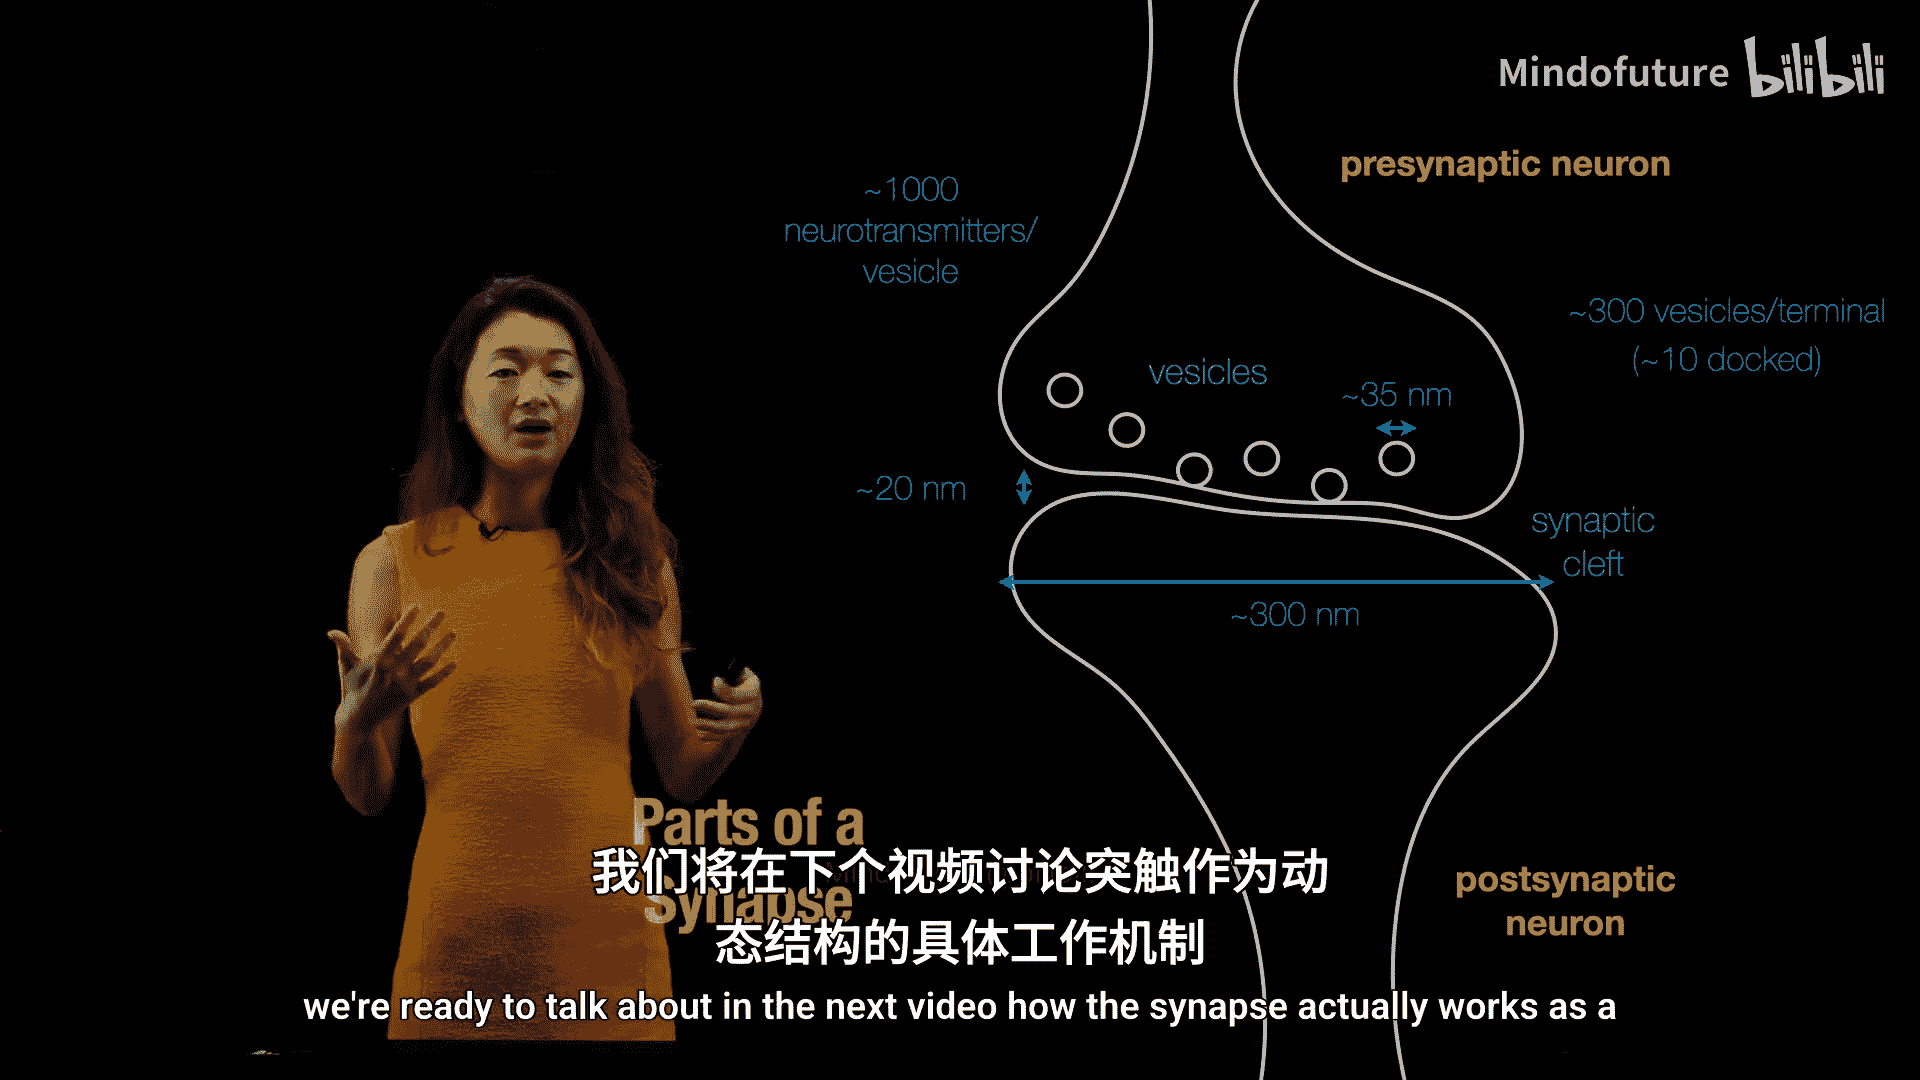 Mindofuture bilibili
presynaptic neuron
~1000
neurotransmitters/
vesicle
~300 vesicles/terminal
(~10 docked)
vesicles
~35 nm
~20 nm
synaptic
cleft
~300 nm
Parts of a
Synapse
postsynaptic
neuron
我们将在下个视频讨论突触作为动
态结构的具体工作机制
we're ready to talk about in the next video how the synapse actually works as a